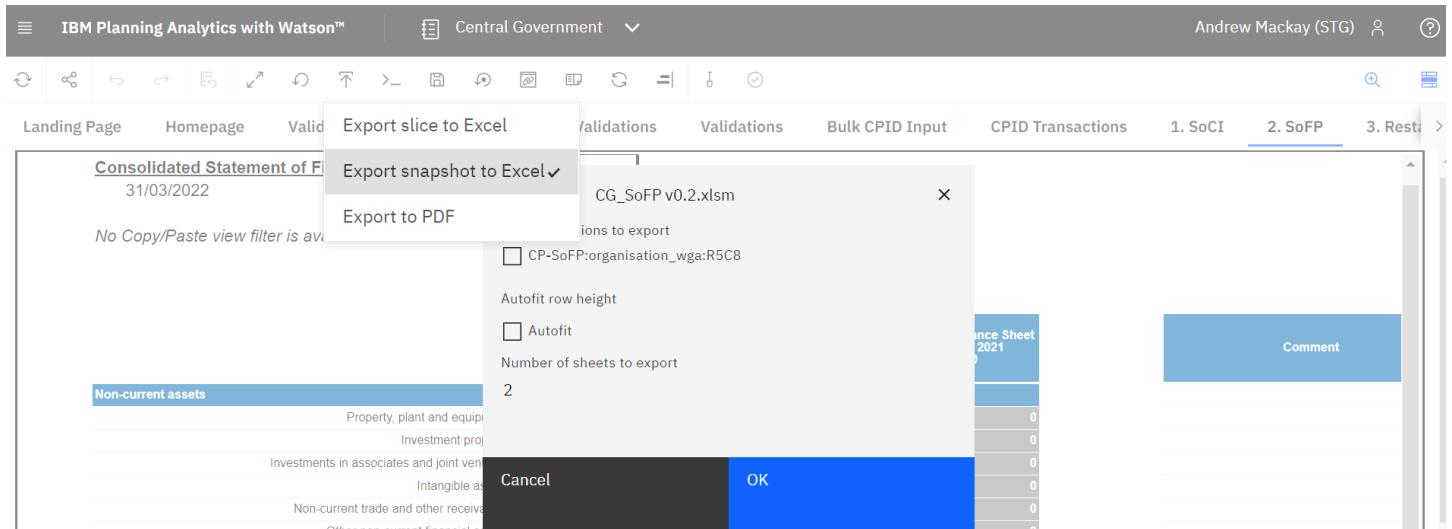 IBM Planning Analytics with Watson™
Central Government
Andrew Mackay (STG)
Landing Page
Homepage
Valid
Validations
Validations
Bulk CPID Input
CPID Transactions
1. SoCI
2. SoFP
3. Resta
Export slice to Excel
Export snapshot to Excel
Export to PDF
Consolidated Statement of Fi
31/03/2022
No Copy/Paste view filter is ava
CG_SoFP v0.2.xlsm
ions to export
CP-SoFP:organisation_wga:R5C8
Autofit row height
Autofit
Number of sheets to export
2
Cancel
OK
ance Sheet
2021
Comment
Non-current assets
Property, plant and equip
0
Investment prop
0
Investments in associates and joint vent
0
Intangible as
0
Non-current trade and other receiva
0